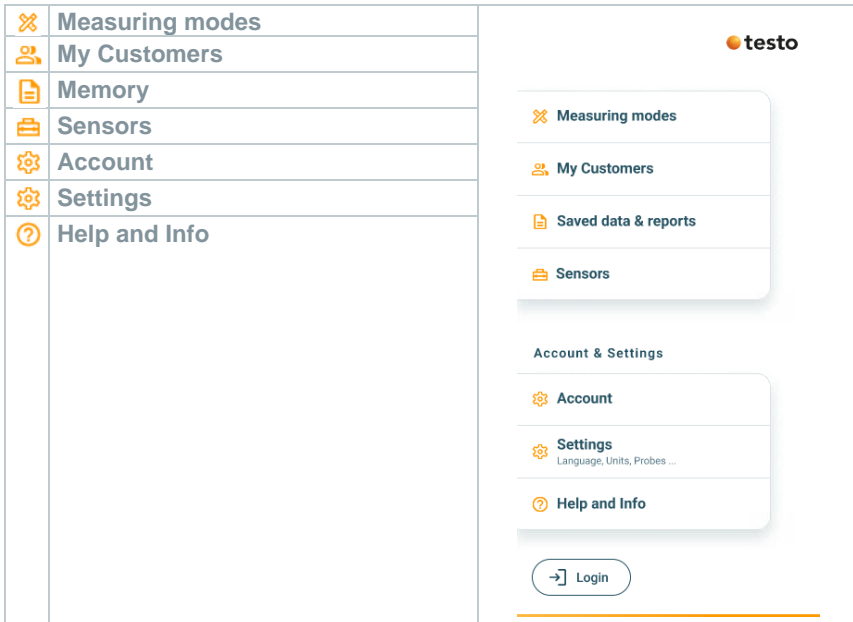 Measuring modes
My Customers
Memory
Sensors
Account
Settings
Help and Info
testo
Measuring modes
My Customers
Saved data & reports
Sensors
Account & Settings
Account
Settings
Language, Units, Probes ...
Help and Info
Login